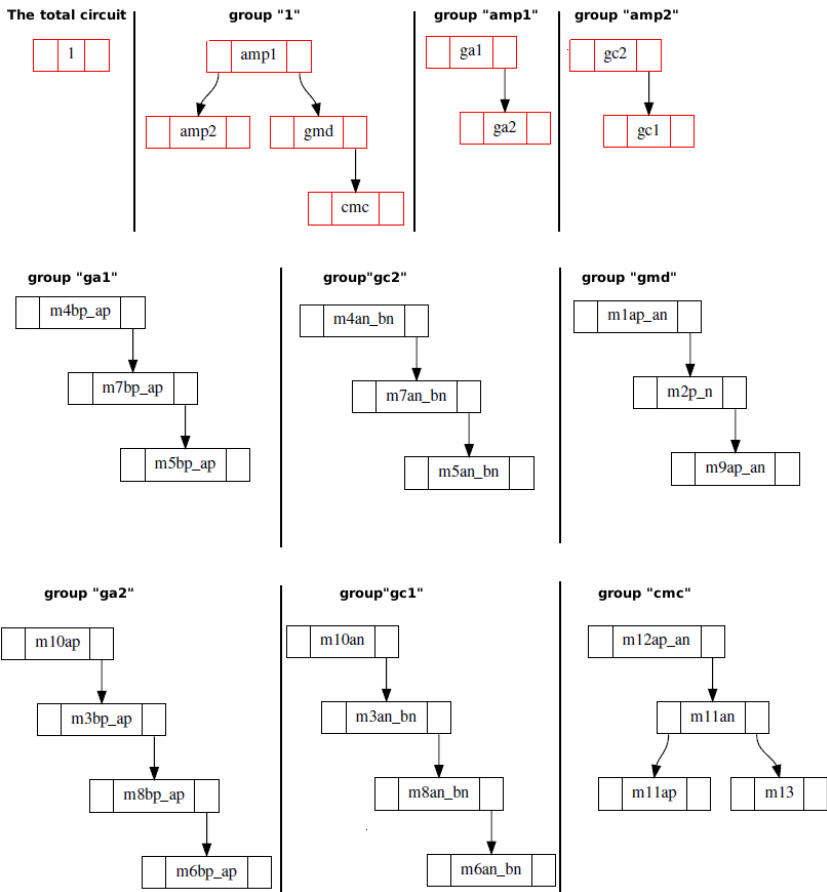 The total circuit
group "1"
group "amp1"
group "amp2"
1
amp1
amp2
gmd
cmc
ga1
ga2
gc2
gc1
group "ga1"
group"gc2"
group "gmd"
m4bp_ap
m7bp_ap
m5bp_ap
m4an_bn
m7an_bn
m5an_bn
m1ap_an
m2p_n
m9ap_an
group "ga2"
group"gc1"
group "cmc"
m10ap
m3bp_ap
m8bp_ap
m6bp_ap
m10an
m3an_bn
m8an_bn
m6an_bn
m12ap_an
m11an
m11ap
m13